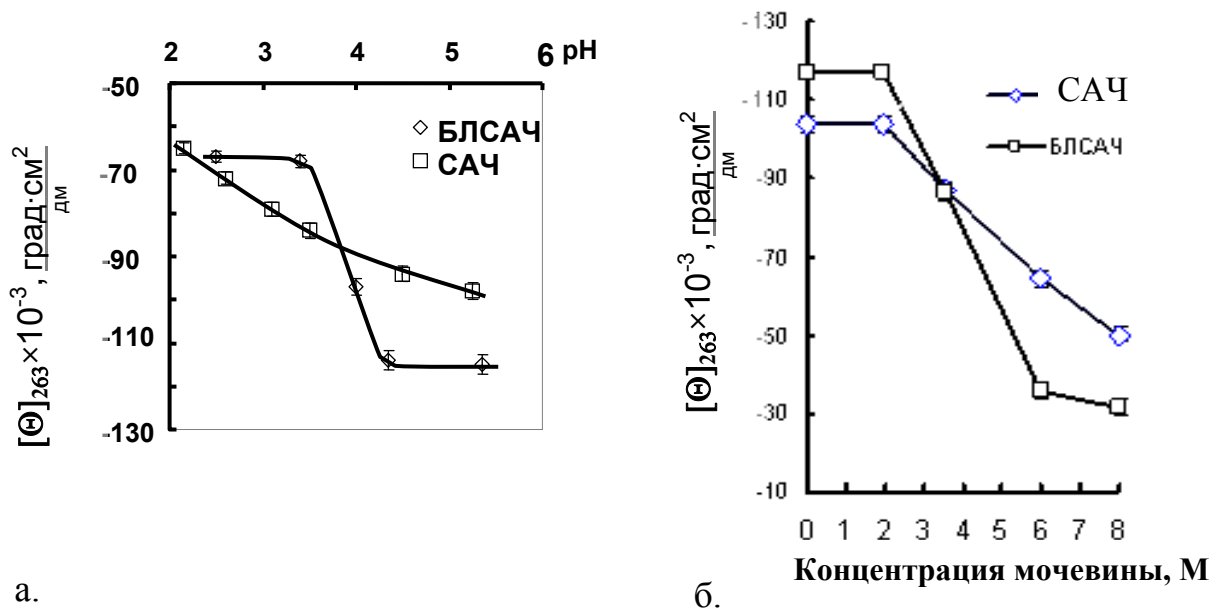 2 3 4 5 6 pH
-50
-70
-90
-110
-130
[Θ]263×10-3 , град·см2
дм
БЛСАЧ
САЧ
а.
-130
-110
-90
-70
-50
-30
-10
[Θ]263×10-3 , град·см2
дм
САЧ
БЛСАЧ
0 1 2 3 4 6 7 8
Концентрация мочевины, М
б.